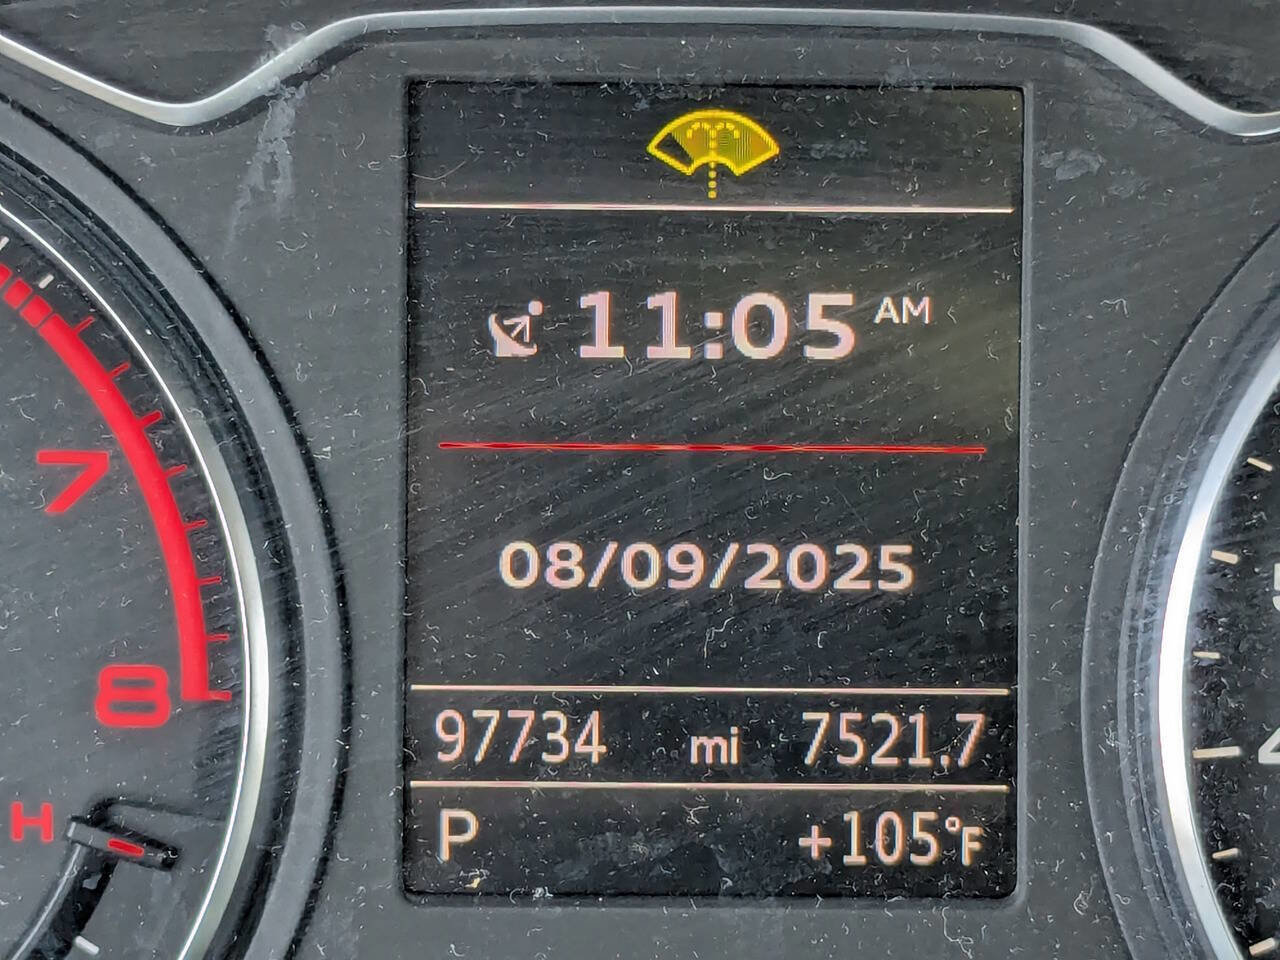 11:05 AM
08/09/2025
97734 mi 7521.7
P +105°F
7
8
H